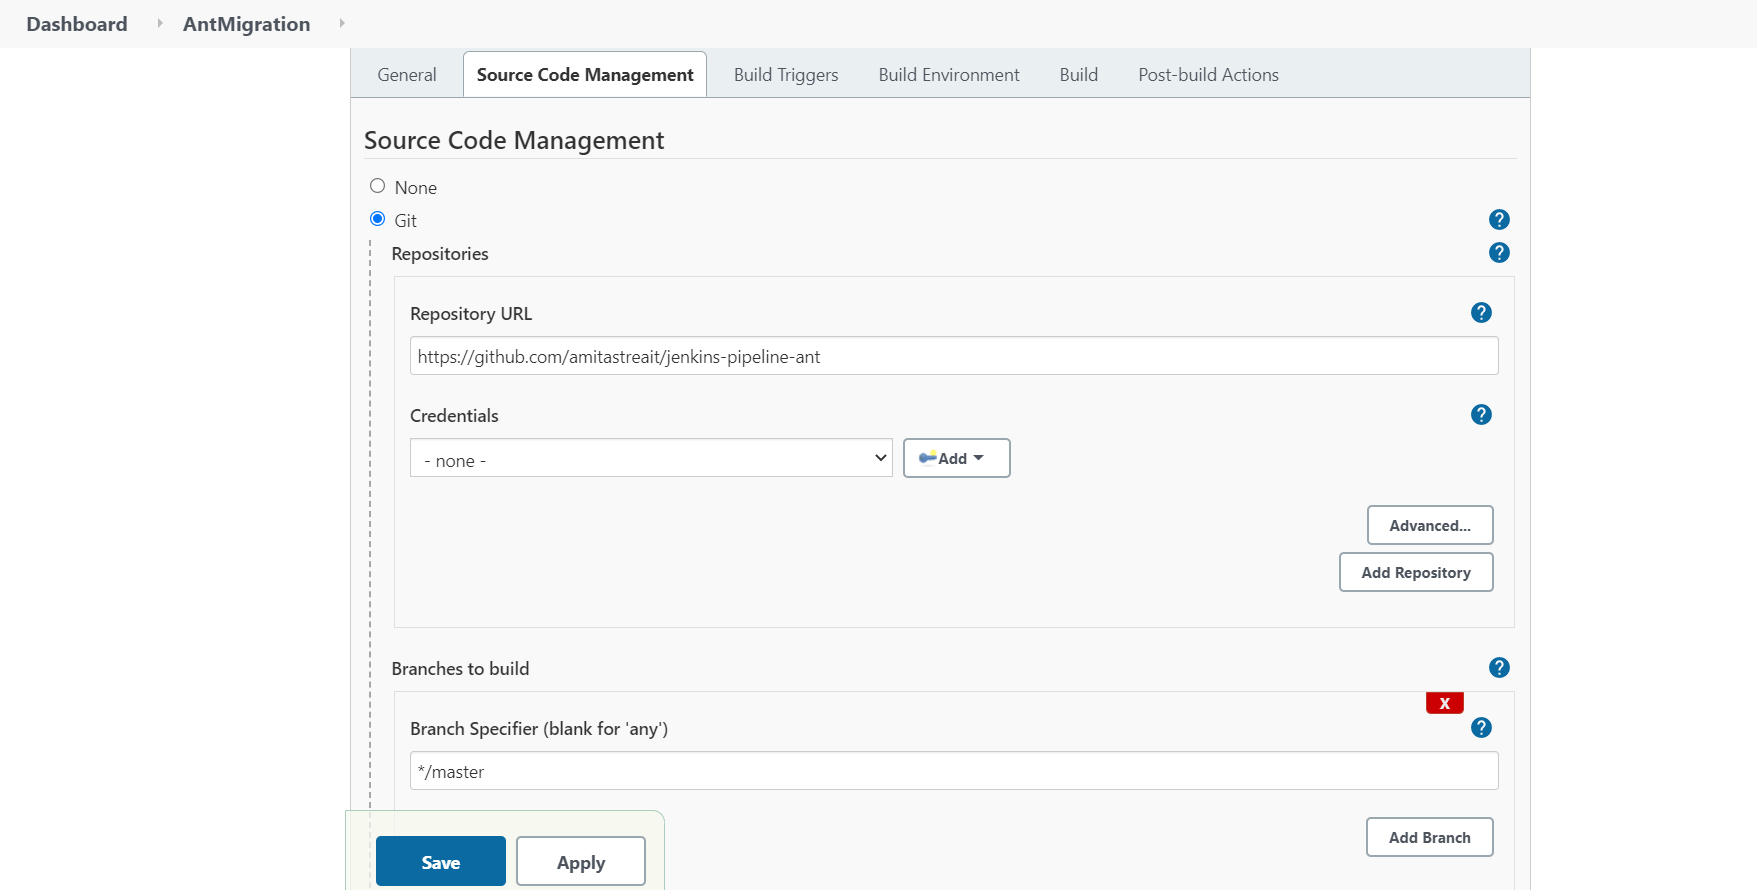 Dashboard AntMigration
General Source Code Management Build Triggers Build Environment Build Post-build Actions
Source Code Management
None
Git ?
Repositories ?
Repository URL ?
https://github.com/amitastreait/jenkins-pipeline-ant
Credentials ?
- none - Add
Advanced...
Add Repository
Branches to build ?
X
Branch Specifier (blank for 'any') ?
*/master
Add Branch
Save Apply